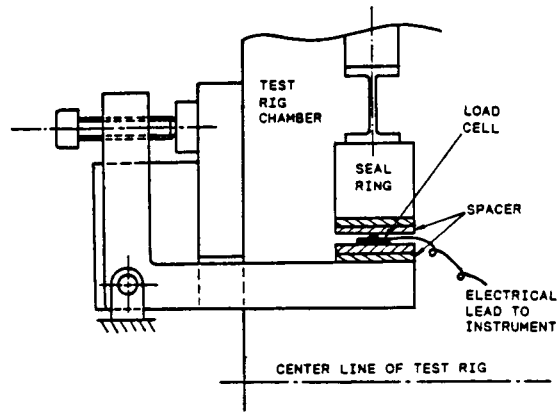 TEST
RIG
CHAMBER
LOAD
CELL
SEAL
RING
SPACER
ELECTRICAL
LEAD TO
INSTRUMENT
CENTER LINE OF TEST RIG